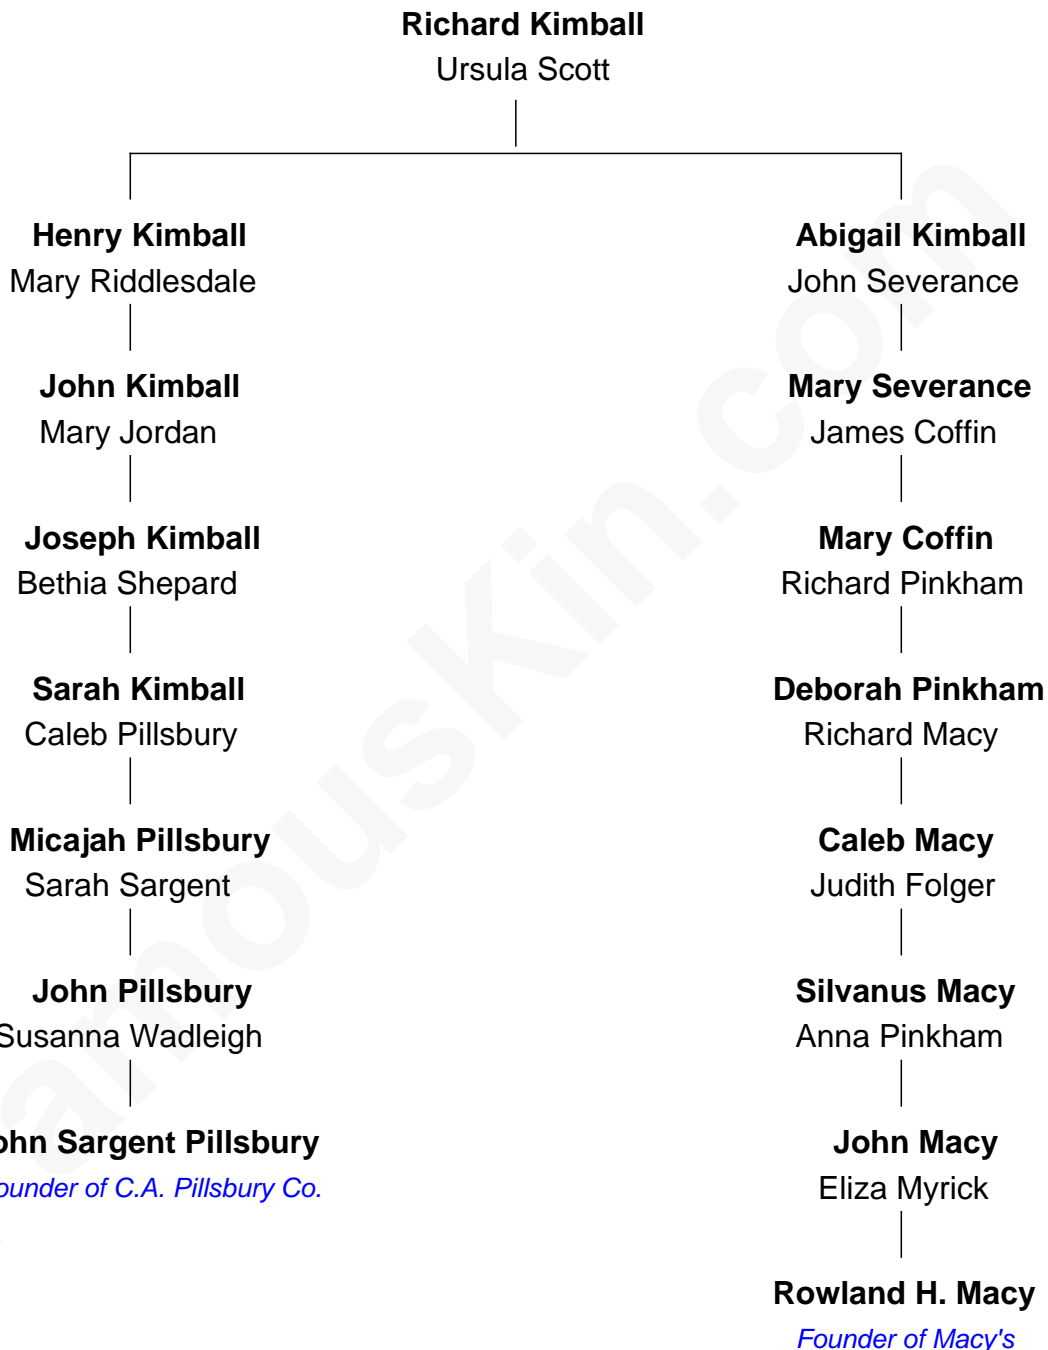 Richard Kimball
Ursula Scott
Henry Kimball
Mary Riddlesdale
John Kimball
Mary Jordan
Joseph Kimball
Bethia Shepard
Sarah Kimball
Caleb Pillsbury
Micajah Pillsbury
Sarah Sargent
John Pillsbury
Susanna Wadleigh
ohn Sargent Pillsbury
ounder of C.A. Pillsbury Co.
Abigail Kimball
John Severance
Mary Severance
James Coffin
Mary Coffin
Richard Pinkham
Deborah Pinkham
Richard Macy
Caleb Macy
Judith Folger
Silvanus Macy
Anna Pinkham
John Macy
Eliza Myrick
Rowland H. Macy
Founder of Macy's
amousKin.com